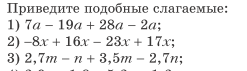 Приведите подобные слагаемые:
1) 7a – 19a + 28a – 2a;
2) –8x + 16x – 23x + 17x;
3) 2,7m – n + 3,5m – 2,7n;